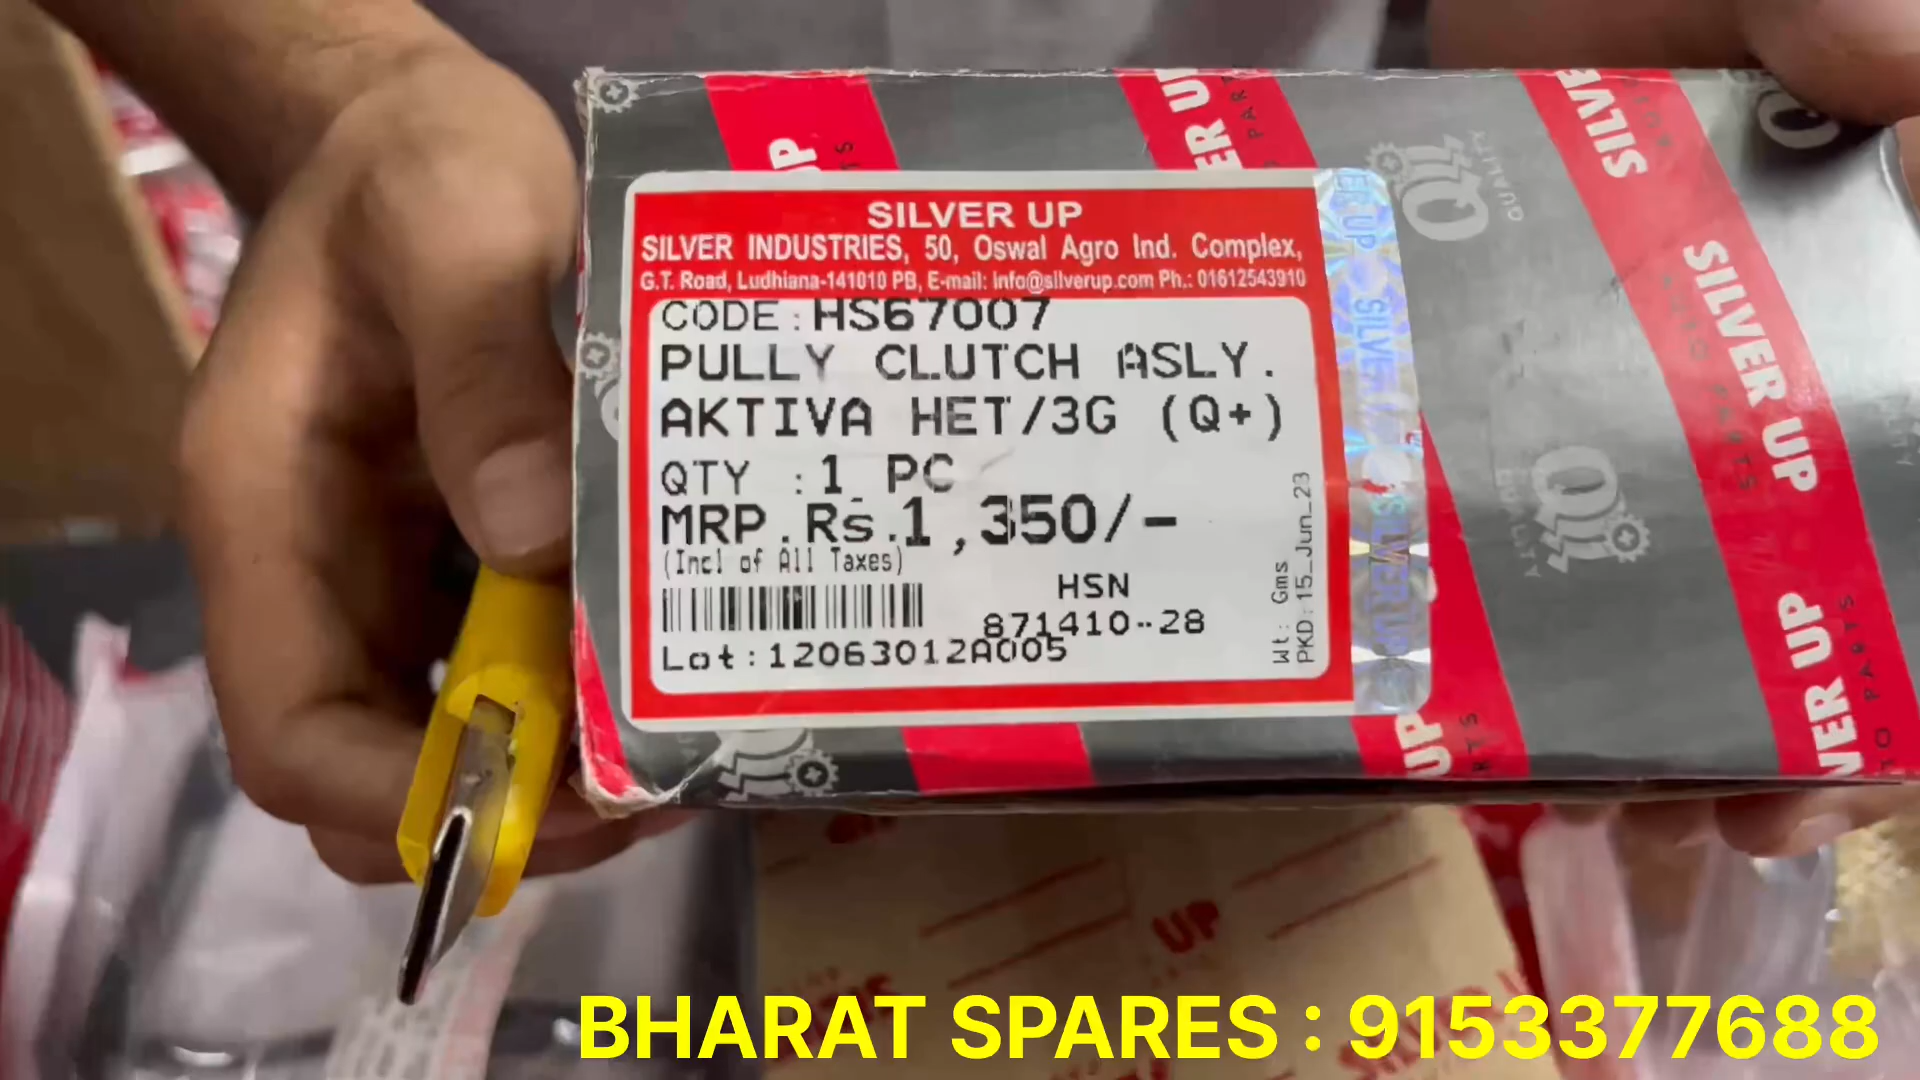 SILVER UP
SILVER INDUSTRIES, 50, Oswal Agro Ind. Complex,
G.T. Road, Ludhiana-141010 PB, E-mail: info@silverup.com Ph.: 01612543910
CODE:HS67007
PULLY CLUTCH ASLY.
AKTIVA HET/3G (Q+)
QTY :1 PC
MRP.Rs.1,350/-
(Incl of All Taxes)
HSN
871410--28
Lot:12063012A005
Wt: Gms
PKD:15_Jun_23
SILVER UP
SILVER UP
QUALITY
UP
BHARAT SPARES : 9153377688